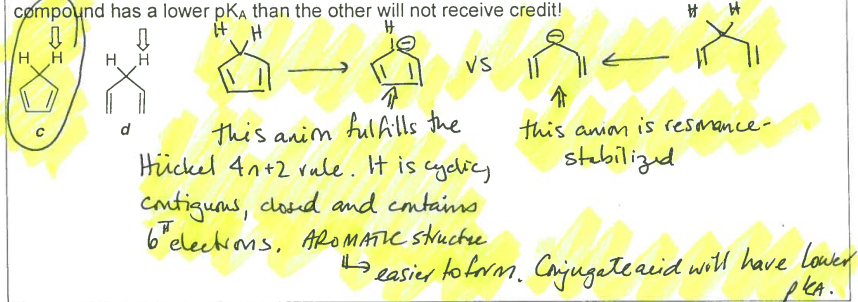 compound has a lower pKA than the other will not receive credit!
H H
H H
c
d
H H
H
⊖
vs
⊖
H H
this anion fulfills the
Hückel 4n+2 rule. It is cyclic,
contiguous, closed and contains
6 π electrons. AROMATIC structure
↳ easier to form. Conjugate acid will have lower
pKA.
this anion is resonance-
stabilized